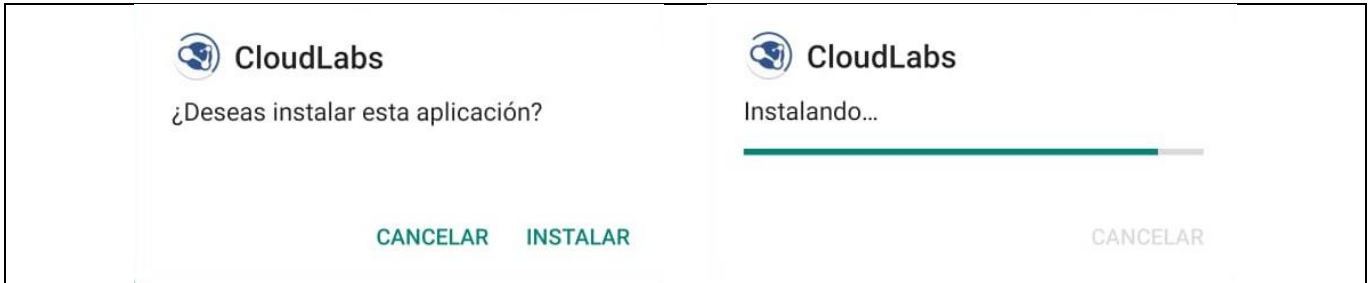 CloudLabs
¿Deseas instalar esta aplicación?
CANCELAR INSTALAR
CloudLabs
Instalando...
CANCELAR